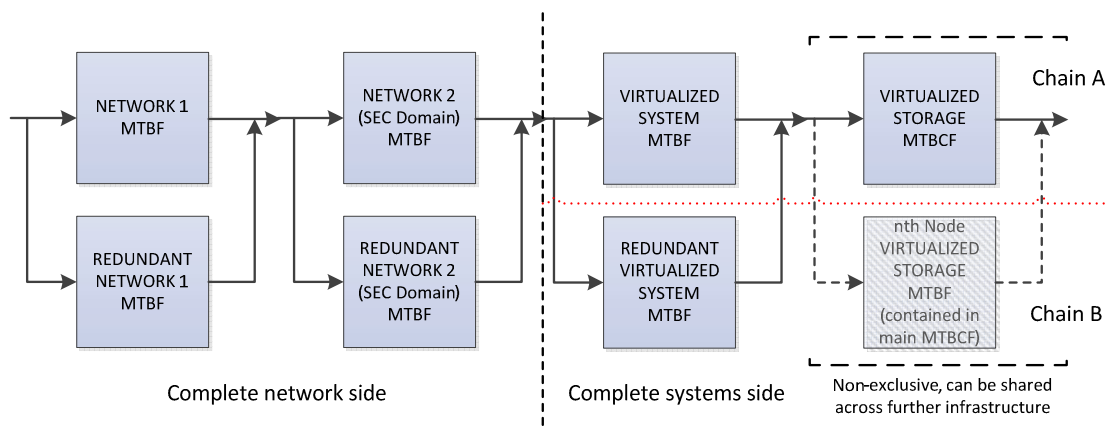 NETWORK 1
MTBF
NETWORK 2
(SEC Domain)
MTBF
VIRTUALIZED
SYSTEM
MTBF
VIRTUALIZED
STORAGE
MTBCF
Chain A
REDUNDANT
NETWORK 1
MTBF
REDUNDANT
NETWORK 2
(SEC Domain)
MTBF
REDUNDANT
VIRTUALIZED
SYSTEM
MTBF
nth Node
VIRTUALIZED
STORAGE
MTBF
(contained in
main MTBCF)
Chain B
Complete network side
Complete systems side
Non-exclusive, can be shared
across further infrastructure